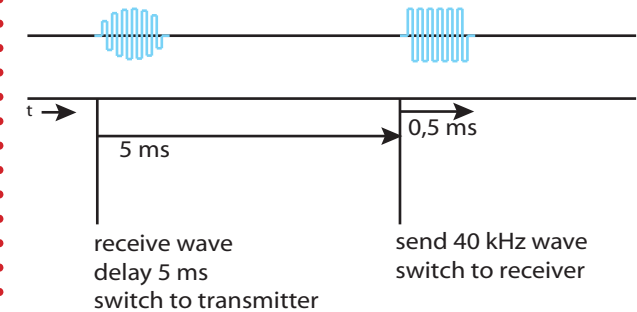 t
0,5 ms
5 ms
receive wave
delay 5 ms
switch to transmitter
send 40 kHz wave
switch to receiver